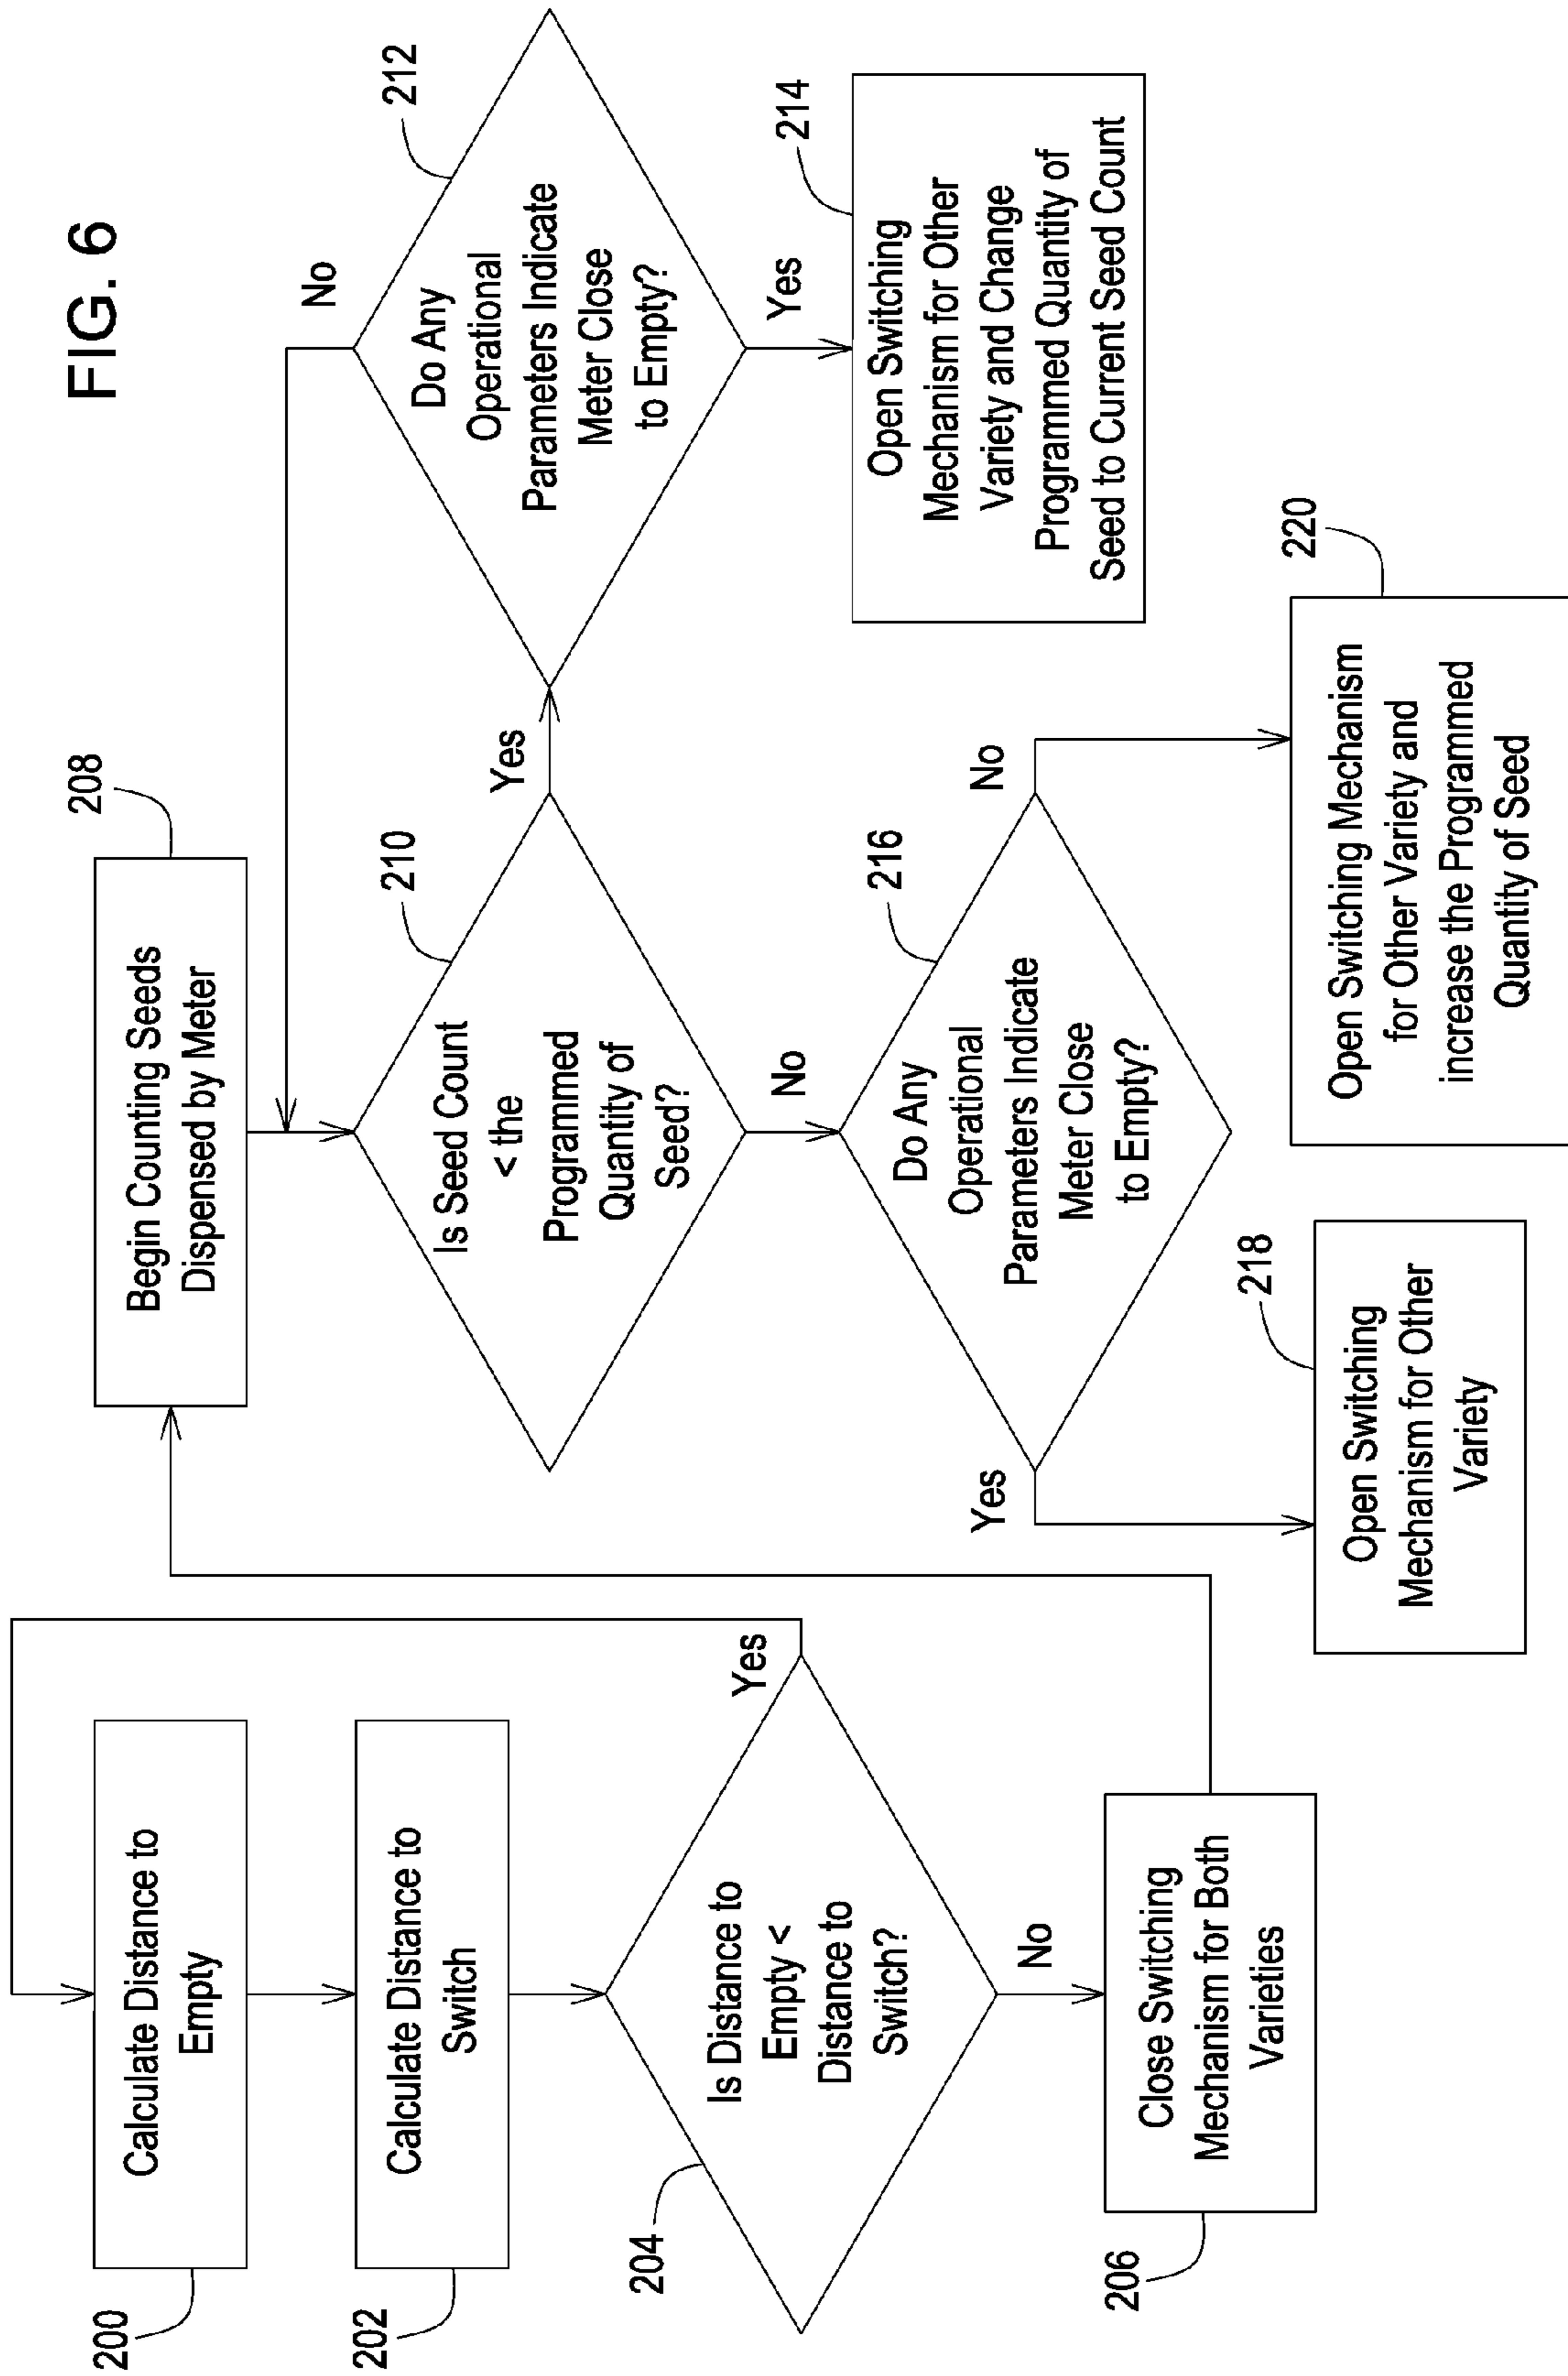 FIG. 6
200
Calculate Distance to
Empty
202
Calculate Distance to
Switch
204
Is Distance to
Empty <
Distance to
Switch?
Yes
No
206
Close Switching
Mechanism for Both
Varieties
208
Begin Counting Seeds
Dispensed by Meter
210
Is Seed Count
< the
Programmed
Quantity of
Seed?
Yes
No
212
Do Any
Operational
Parameters Indicate
Meter Close
to Empty?
No
Yes
214
Open Switching
Mechanism for Other
Variety and Change
Programmed Quantity of
Seed to Current Seed Count
216
Do Any
Operational
Parameters Indicate
Meter Close
to Empty?
Yes
No
218
Open Switching
Mechanism for Other
Variety
220
Open Switching Mechanism
for Other Variety and
increase the Programmed
Quantity of Seed